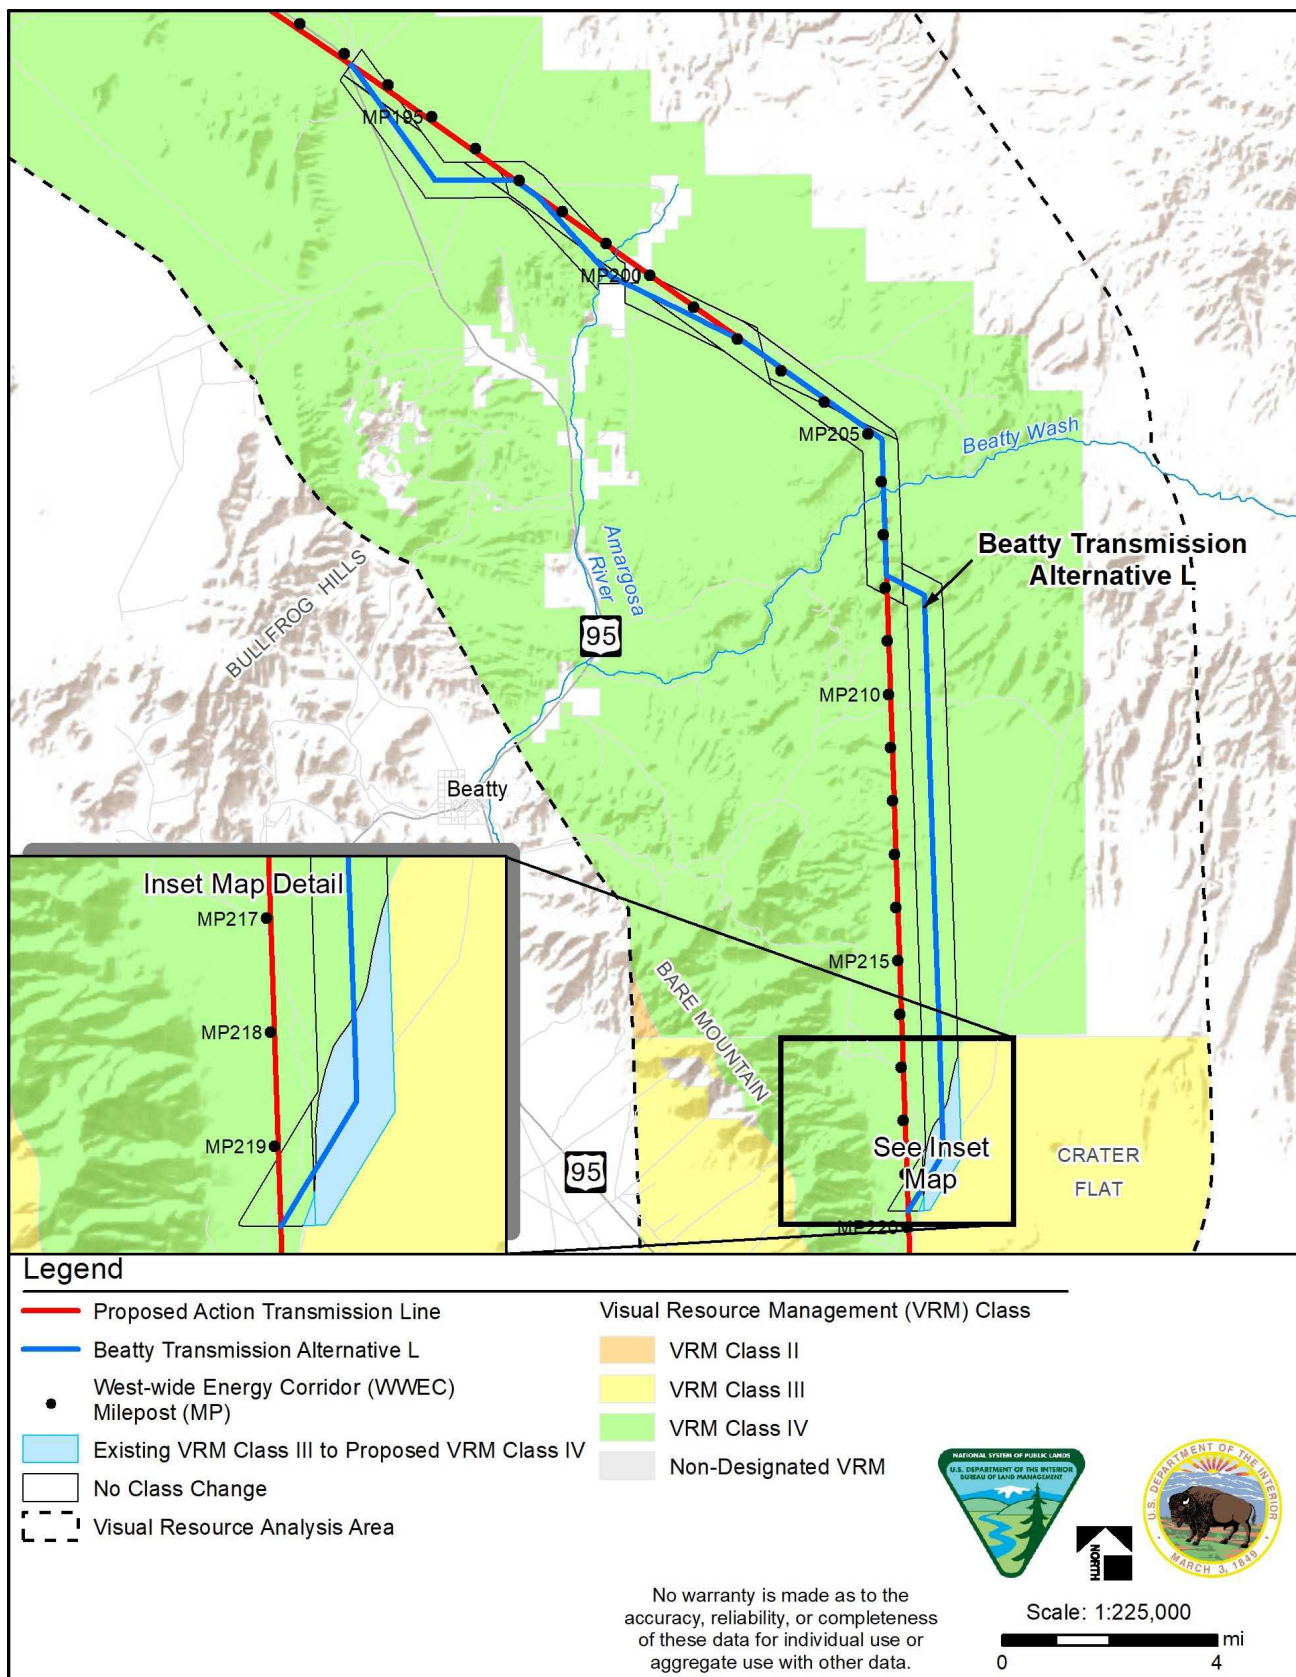 MP195
MP200
MP205
Beatty Wash
Amargosa
River
Beatty Transmission
Alternative L
BULLFROG HILLS
95
MP210
Beatty
MP215
BARE MOUNTAIN
Inset Map Detail
MP217
MP218
MP219
See Inset
Map
CRATER
FLAT
95
MP220
Legend
Proposed Action Transmission Line
Beatty Transmission Alternative L
West-wide Energy Corridor (WWEC)
Milepost (MP)
Existing VRM Class III to Proposed VRM Class IV
No Class Change
Visual Resource Analysis Area
Visual Resource Management (VRM) Class
VRM Class II
VRM Class III
VRM Class IV
Non-Designated VRM
NATIONAL SYSTEM OF PUBLIC LANDS
U.S. DEPARTMENT OF THE INTERIOR
BUREAU OF LAND MANAGEMENT
NORTH
U.S. DEPARTMENT OF THE INTERIOR
MARCH 3, 1849
No warranty is made as to the
accuracy, reliability, or completeness
of these data for individual use or
aggregate use with other data.
Scale: 1:225,000
mi
0 4